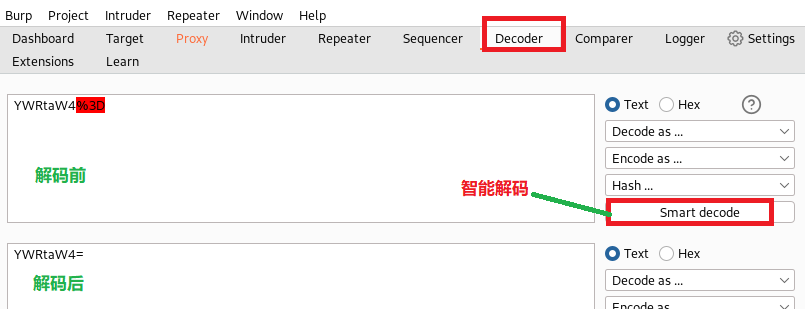 Burp Project Intruder Repeater Window Help
Dashboard Target Proxy Intruder Repeater Sequencer Decoder Comparer Logger Settings
Extensions Learn
YWRtaW4%3D
Text Hex ?
Decode as ...
Encode as ...
解码前
智能解码
Hash ...
Smart decode
YWRtaW4=
Text Hex
解码后
Decode as ...
Encode as ...